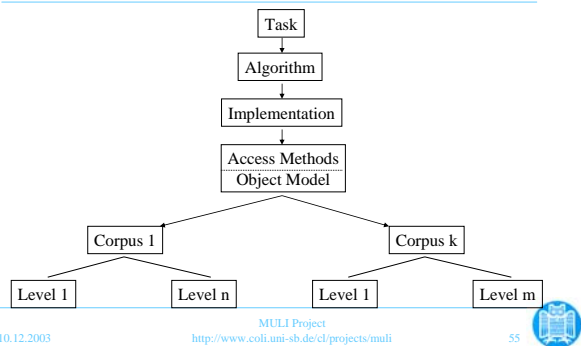 Task
Algorithm
Implementation
Access Methods
Object Model
Corpus 1
Corpus k
Level 1
Level n
Level 1
Level m
MULI Project
10.12.2003
http://www.coli.uni-sb.de/cl/projects/muli
55